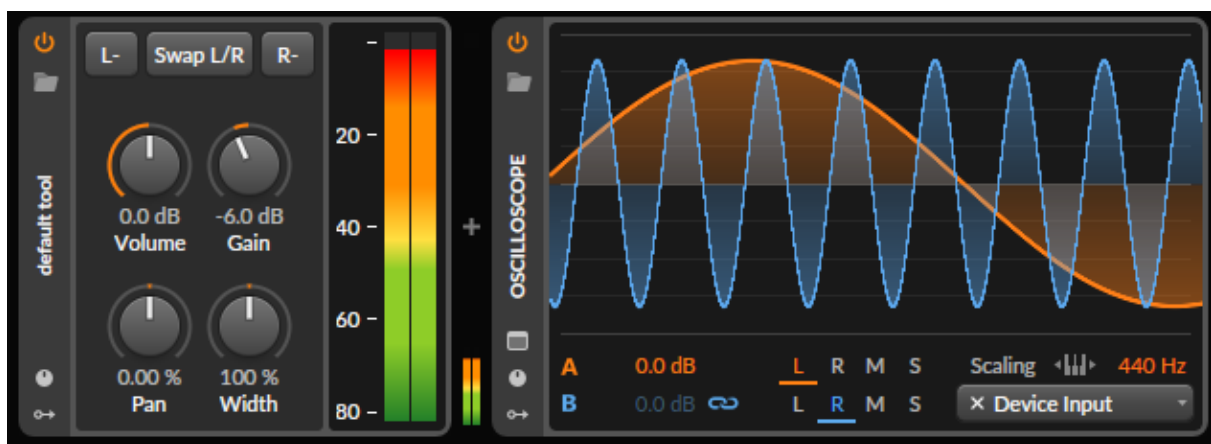 L-
Swap L/R
R-
0.0 dB
Volume
-6.0 dB
Gain
0.00 %
Pan
100 %
Width
default tool
20
40
60
80
OSCILLOSCOPE
A 0.0 dB L R M S Scaling 440 Hz
B 0.0 dB L R M S × Device Input